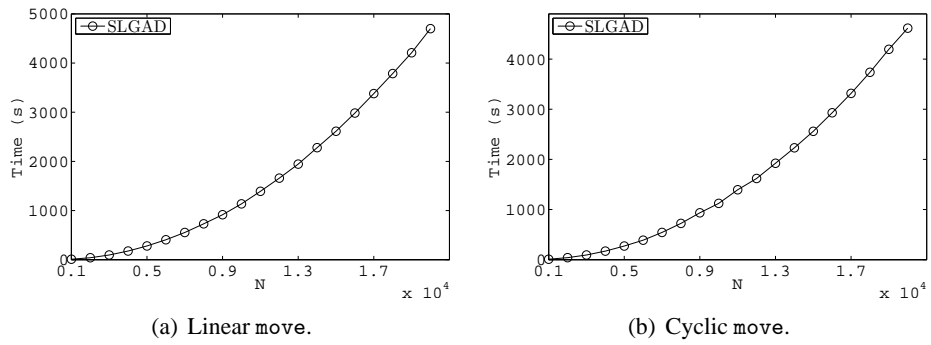 5000
4000
3000
2000
1000
0
Time (s)
SLGAD
0.1 0.5 0.9 1.3 1.7
N
x 10^4
(a) Linear move.
4000
3000
2000
1000
0
Time (s)
SLGAD
0.1 0.5 0.9 1.3 1.7
N
x 10^4
(b) Cyclic move.